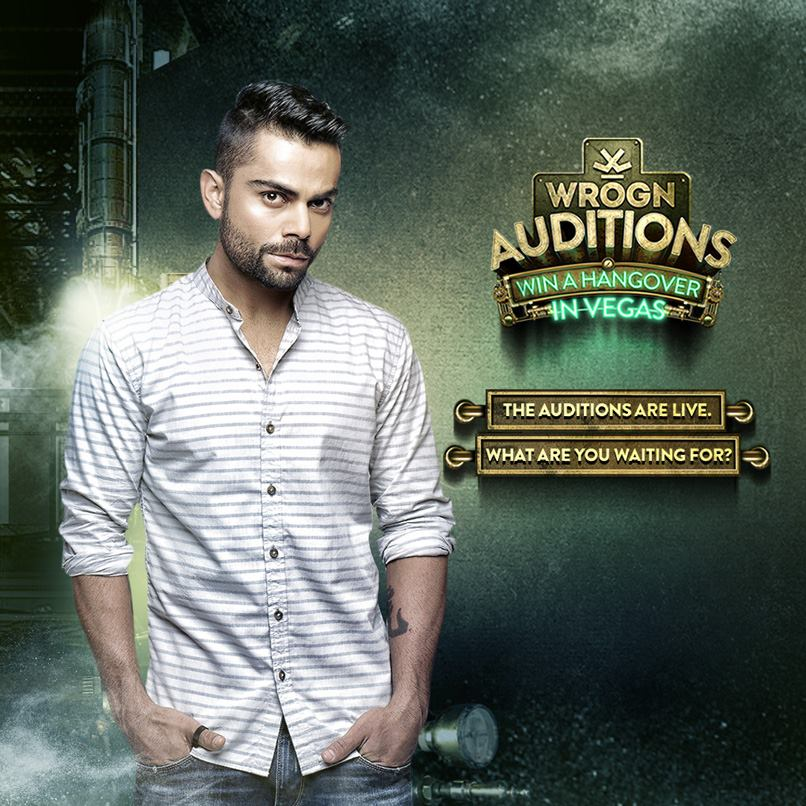 WROGN
AUDITIONS
WIN A HANGOVER
IN VEGAS
THE AUDITIONS ARE LIVE.
WHAT ARE YOU WAITING FOR?